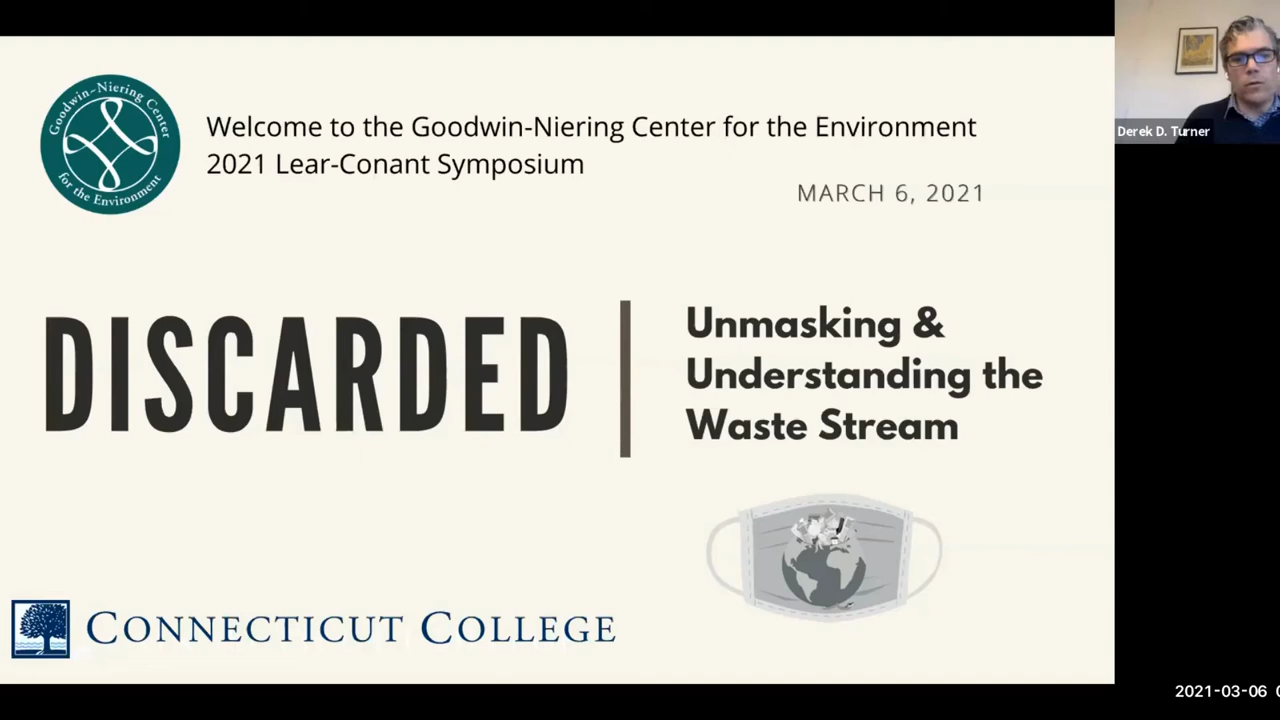 Goodwin~Niering Center
for the Environment
Welcome to the Goodwin-Niering Center for the Environment
2021 Lear-Conant Symposium
MARCH 6, 2021
DISCARDED
Unmasking &
Understanding the
Waste Stream
CONNECTICUT COLLEGE
Derek D. Turner
2021-03-06